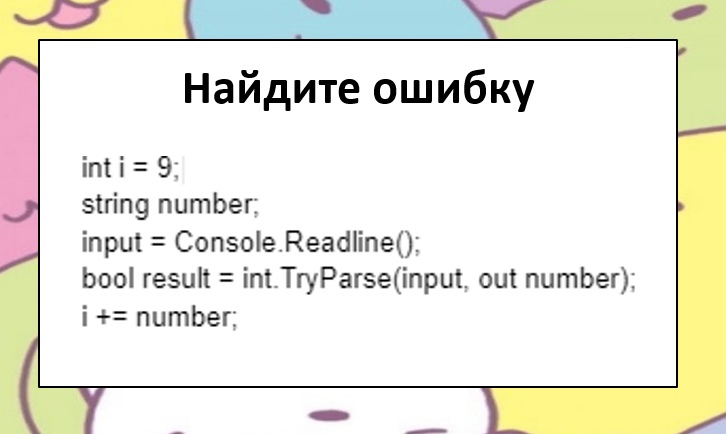 Найдите ошибку
int i = 9;
string number;
input = Console.Readline();
bool result = int.TryParse(input, out number);
i += number;